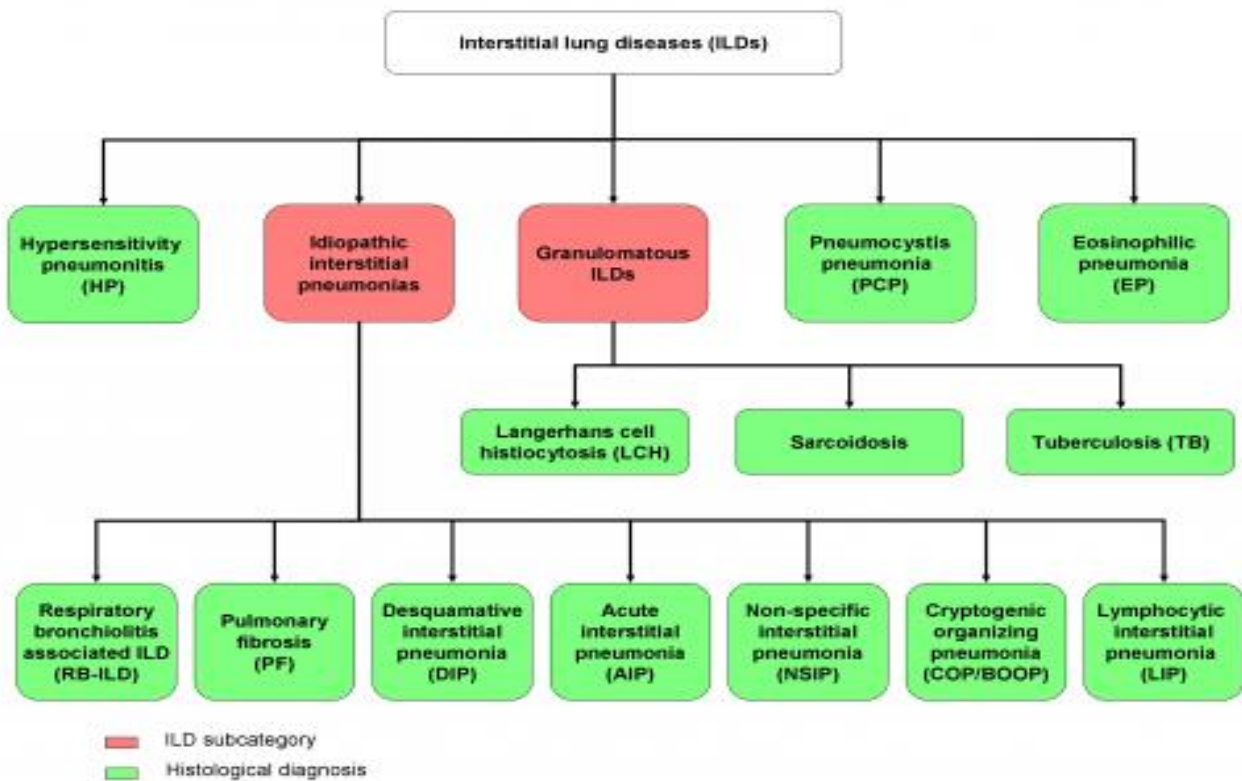 Interstitial lung diseases (ILDs)
Hypersensitivity
pneumonitis
(HP)
Idiopathic
interstitial
pneumonias
Granulomatous
ILDs
Pneumocystis
pneumonia
(PCP)
Eosinophilic
pneumonia
(EP)
Langerhans cell
histiocytosis (LCH)
Sarcoidosis
Tuberculosis (TB)
Respiratory
bronchiolitis
associated ILD
(RB-ILD)
Pulmonary
fibrosis
(PF)
Desquamative
interstitial
pneumonia
(DIP)
Acute
interstitial
pneumonia
(AIP)
Non-specific
interstitial
pneumonia
(NSIP)
Cryptogenic
organizing
pneumonia
(COP/BOOP)
Lymphocytic
interstitial
pneumonia
(LIP)
ILD subcategory
Histological diagnosis